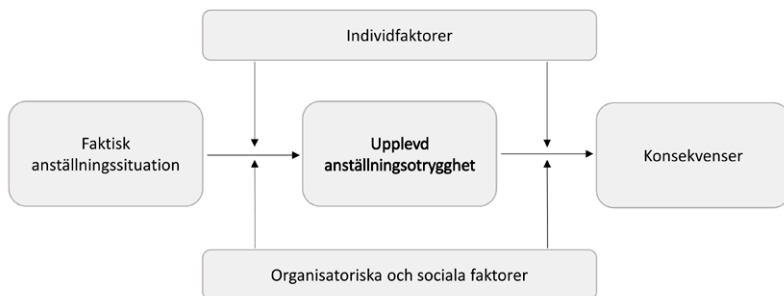 Individfaktorer
Faktisk
anställningssituation
Upplevd
anställningsotrygghet
Konsekvenser
Organisatoriska och sociala faktorer